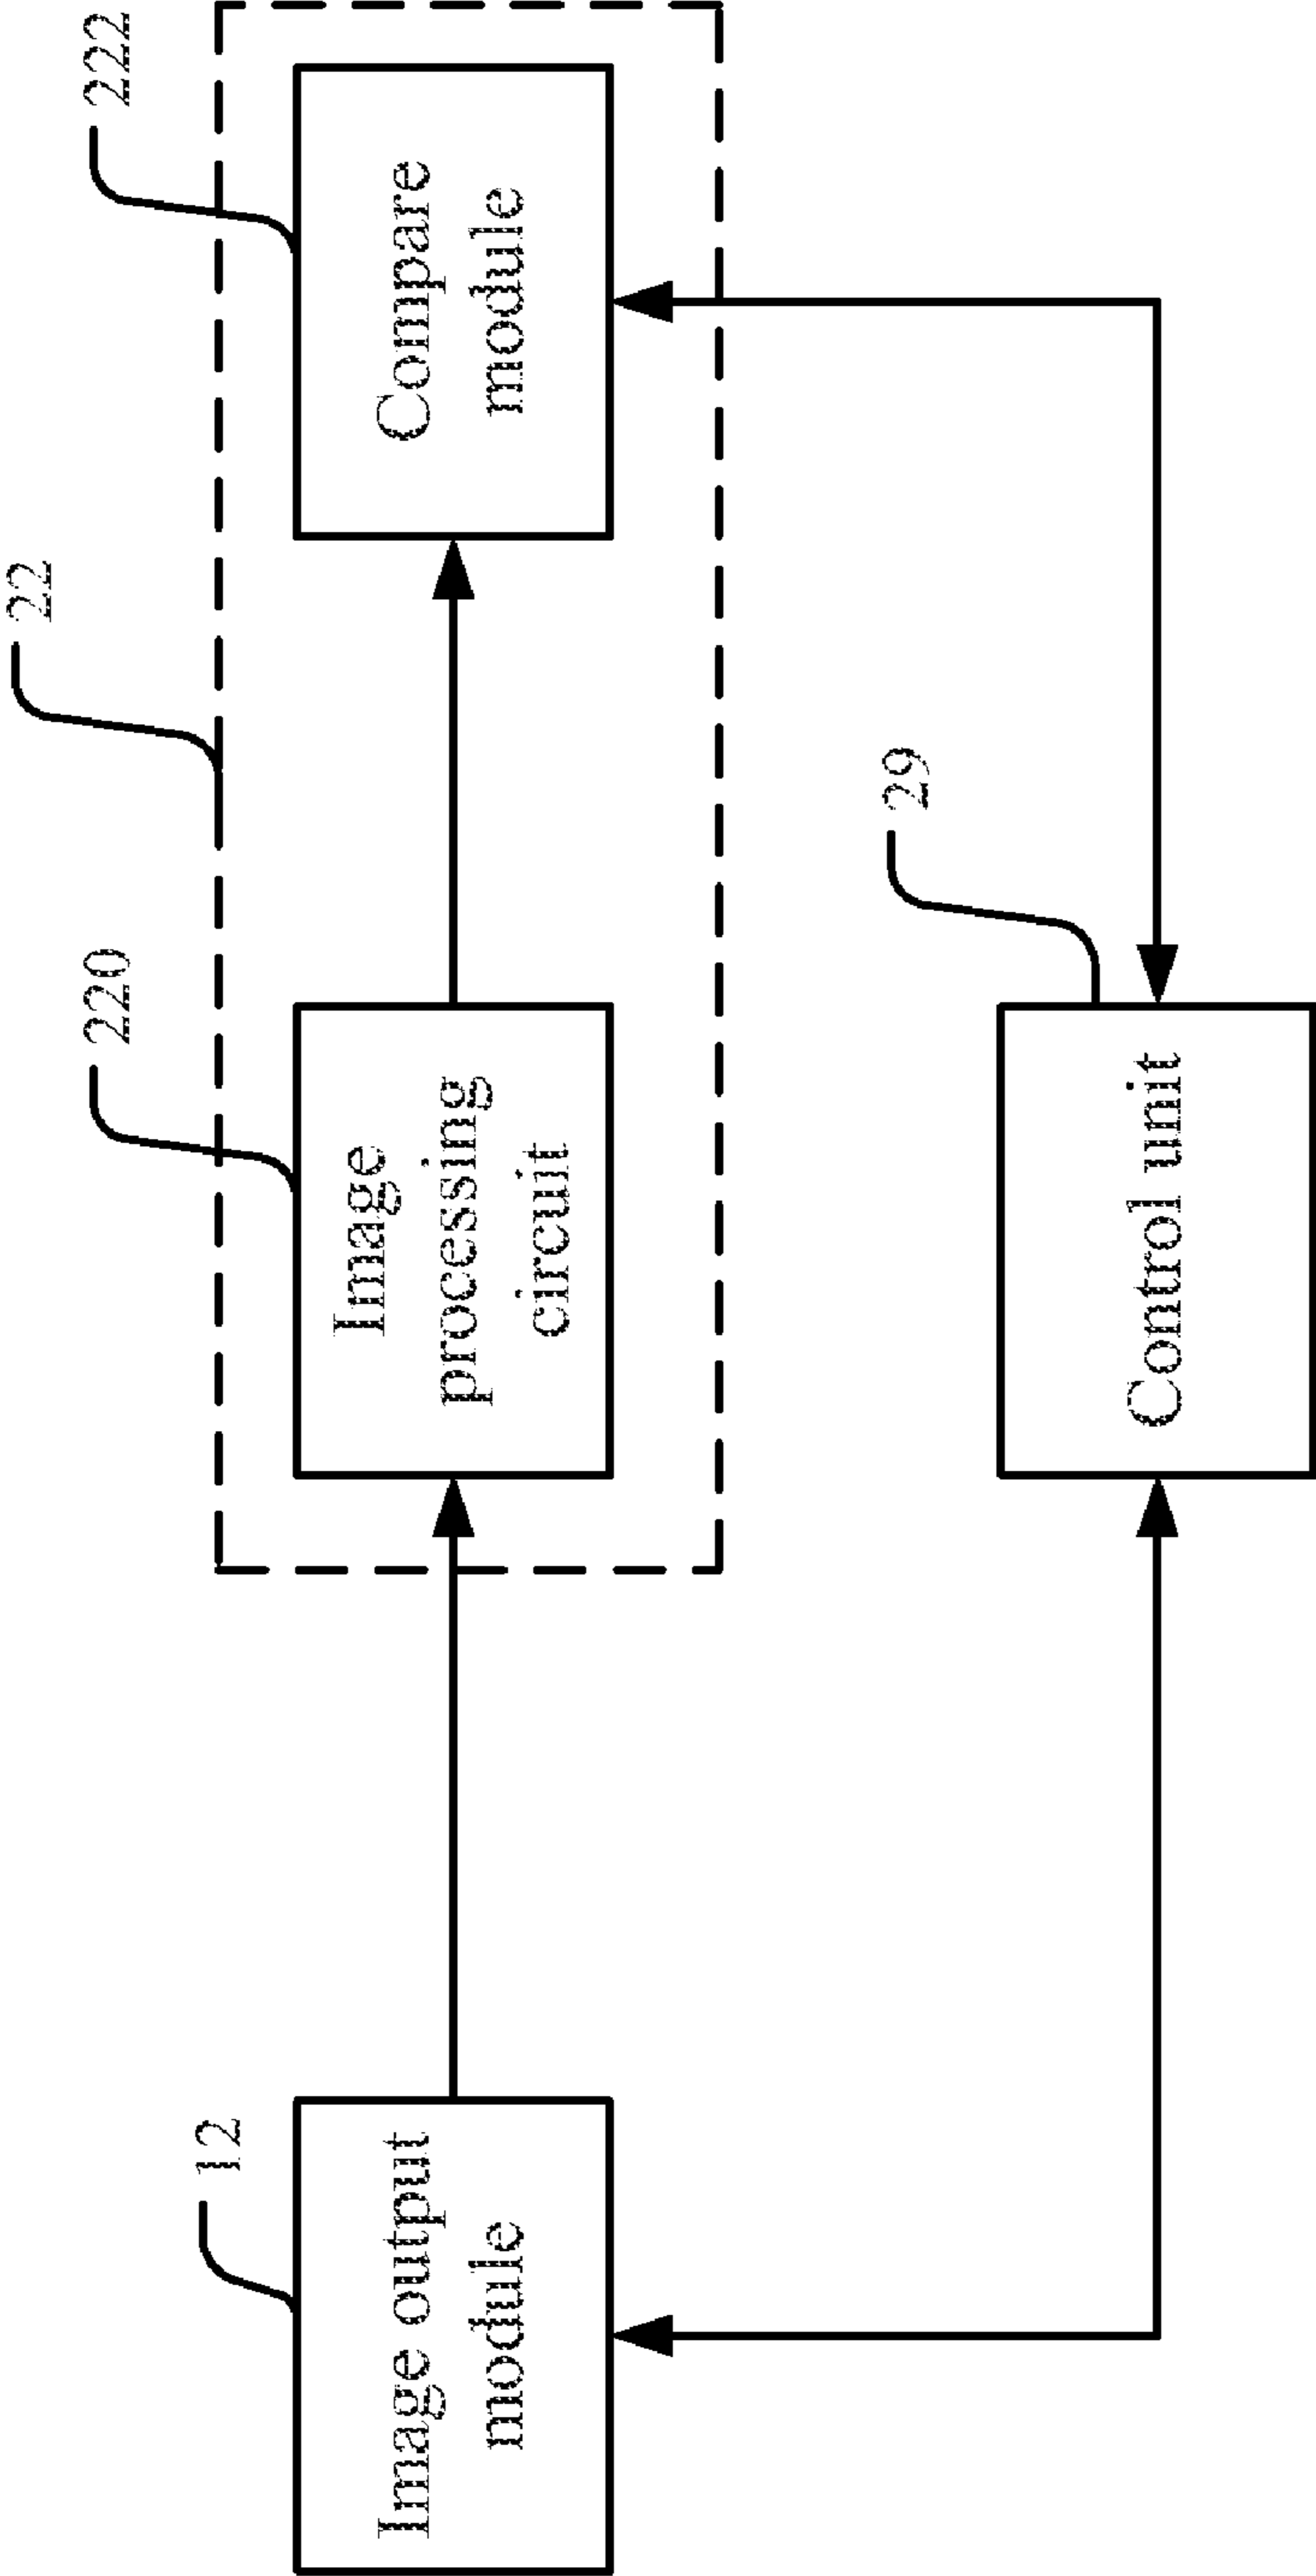 22
220
222
12
Image output
module
Image
processing
circuit
Compare
module
29
Control unit